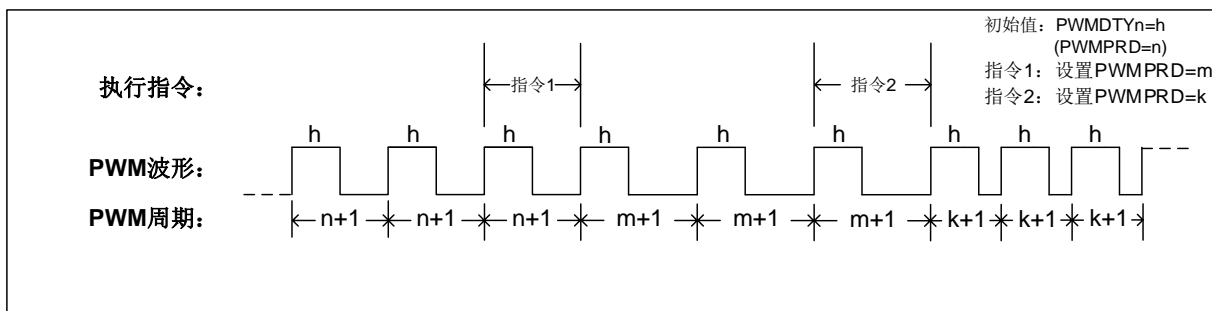 初始值：PWMDTYn=h
(PWMPRD=n)
指令1：设置PWMPRD=m
指令2：设置PWMPRD=k
执行指令：
指令1
指令2
h h h h h h h h h
PWM波形：
PWM周期：
n+1 n+1 n+1 m+1 m+1 m+1 k+1 k+1 k+1